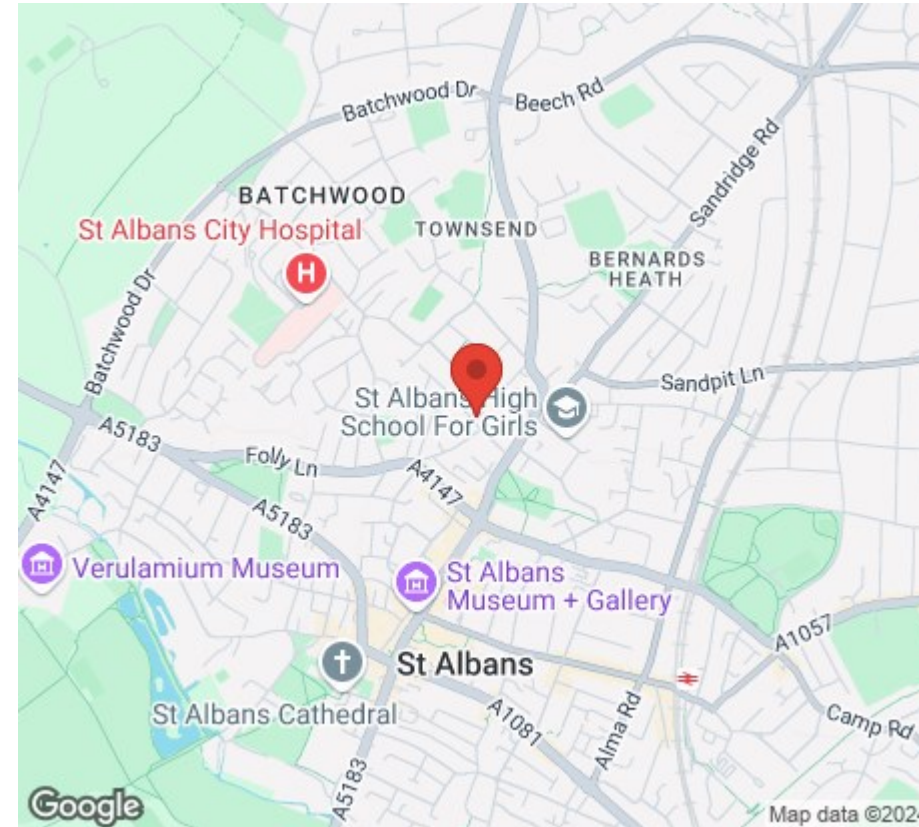 Batchwood Dr
Beech Rd
Sandridge Rd
BATCHWOOD
TOWNSEND
St Albans City Hospital
H
BERNARDS
HEATH
Batchwood Dr
Sandpit Ln
St Albans High
School For Girls
A5183
Folly Ln
A4147
A4147
A5183
Verulamium Museum
St Albans
Museum + Gallery
A1057
St Albans
St Albans Cathedral
A1081
Alma Rd
Camp Rd
A5183
Google
Map data ©202